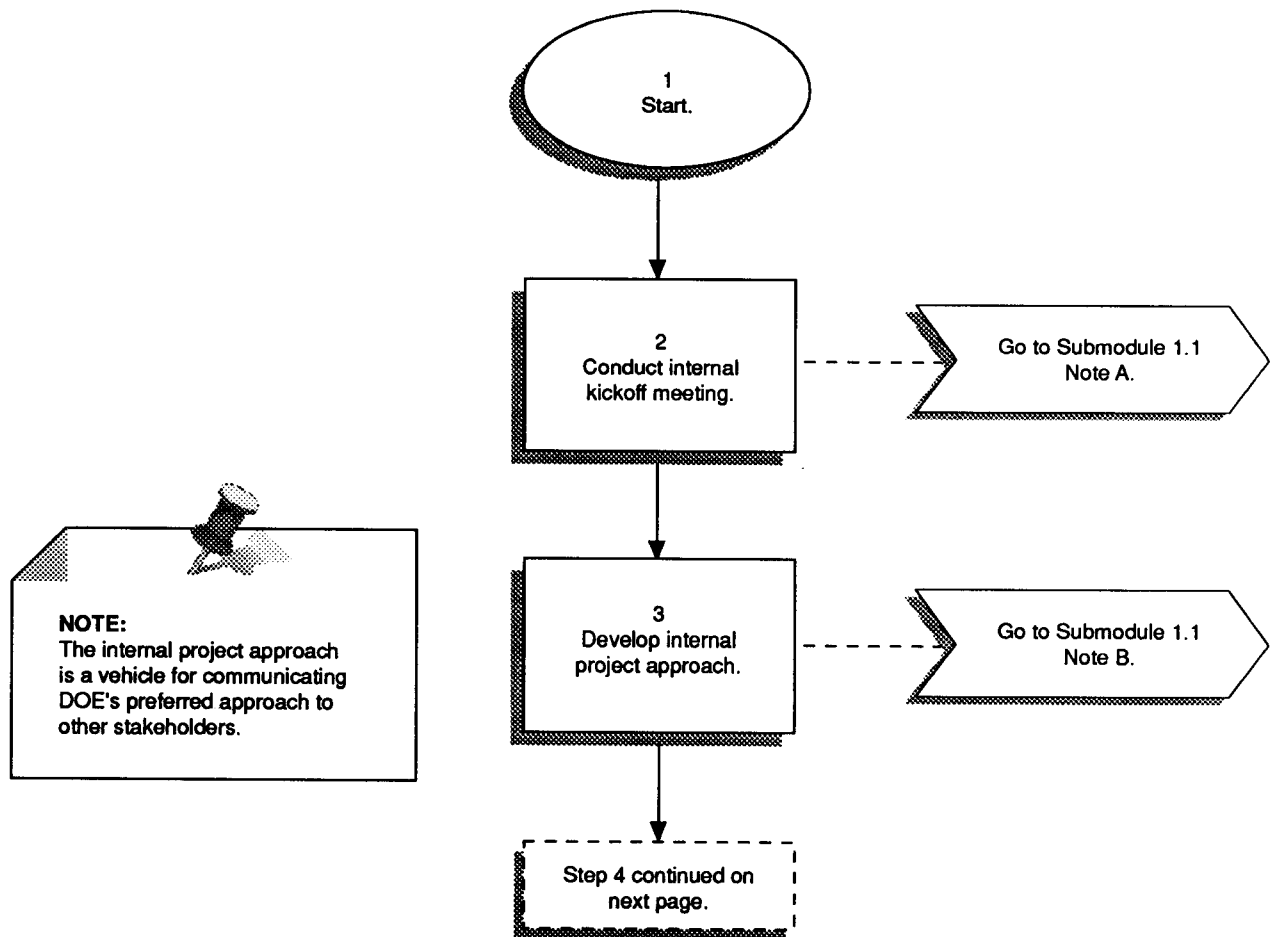 1
Start.
2
Conduct internal
kickoff meeting.
Go to Submodule 1.1
Note A.
NOTE:
The internal project approach
is a vehicle for communicating
DOE's preferred approach to
other stakeholders.
3
Develop internal
project approach.
Go to Submodule 1.1
Note B.
Step 4 continued on
next page.